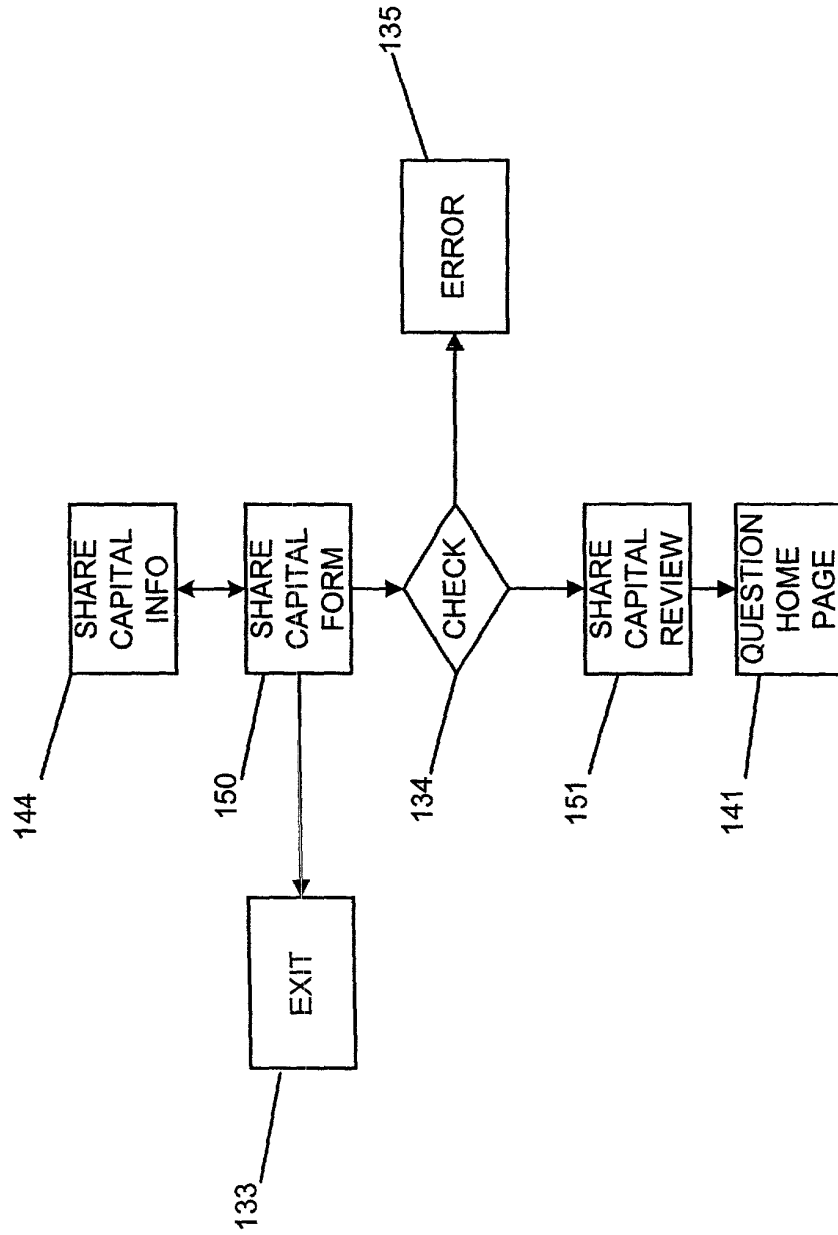 144
SHARE
CAPITAL
INFO
150
SHARE
CAPITAL
FORM
133
EXIT
134
CHECK
135
ERROR
151
SHARE
CAPITAL
REVIEW
141
QUESTION
HOME
PAGE